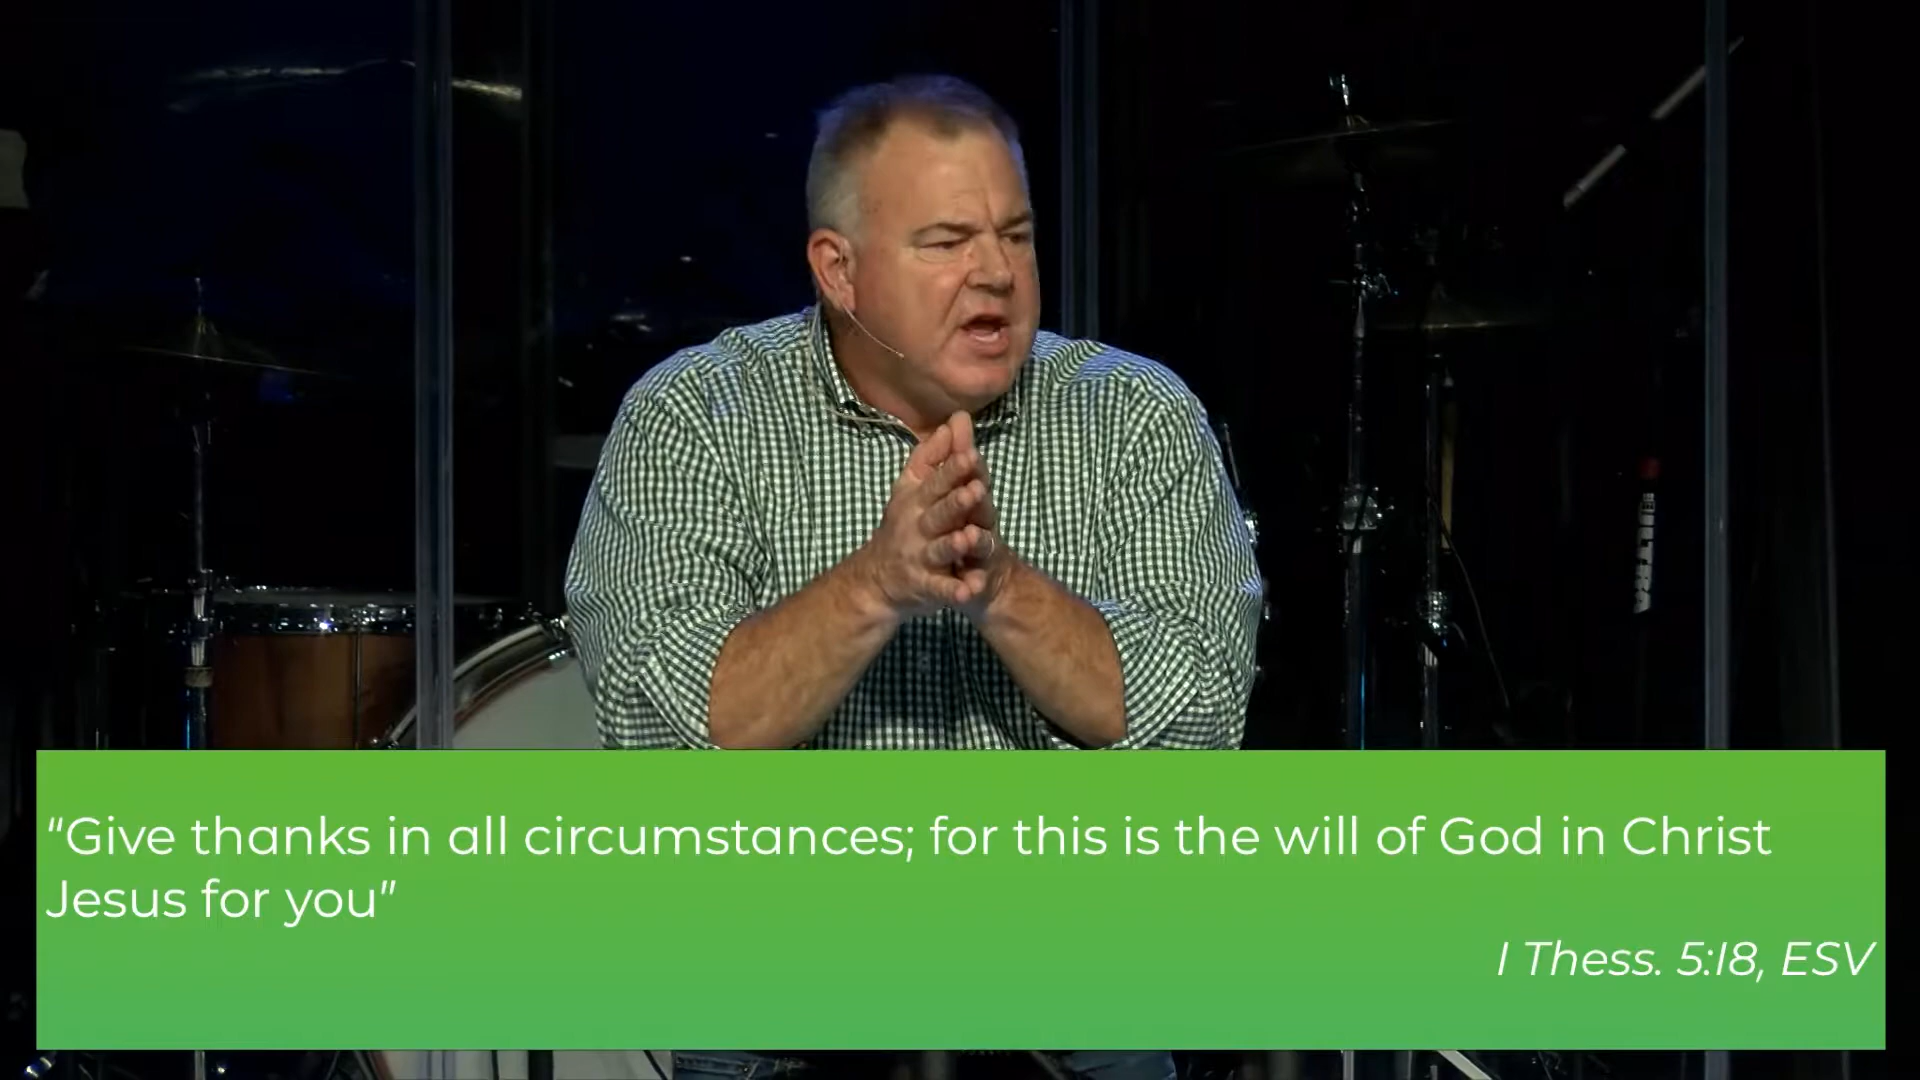 “Give thanks in all circumstances; for this is the will of God in Christ
Jesus for you”
I Thess. 5:18, ESV